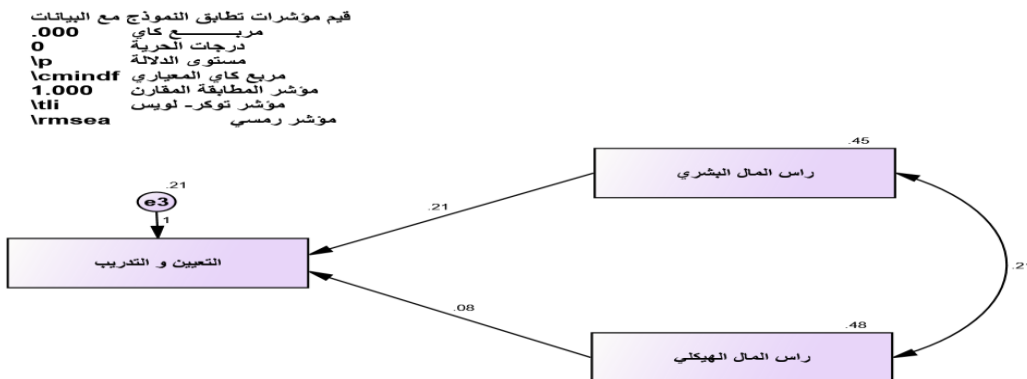 قيم مؤشرات تطابق النموذج مع البيانات
مربـــــــع كاي .000
درجات الحرية 0
مستوى الدلالة \p
مربع كاي المعياري \cmindf
مؤشر المطابقة المقارن 1.000
مؤشر توكر- لويس \tli
مؤشر رمسي \rmsea
.45
راس المال البشري
.21
e3
1
.21
التعيين و التدريب
.21
.08
.48
راس المال الهيكلي